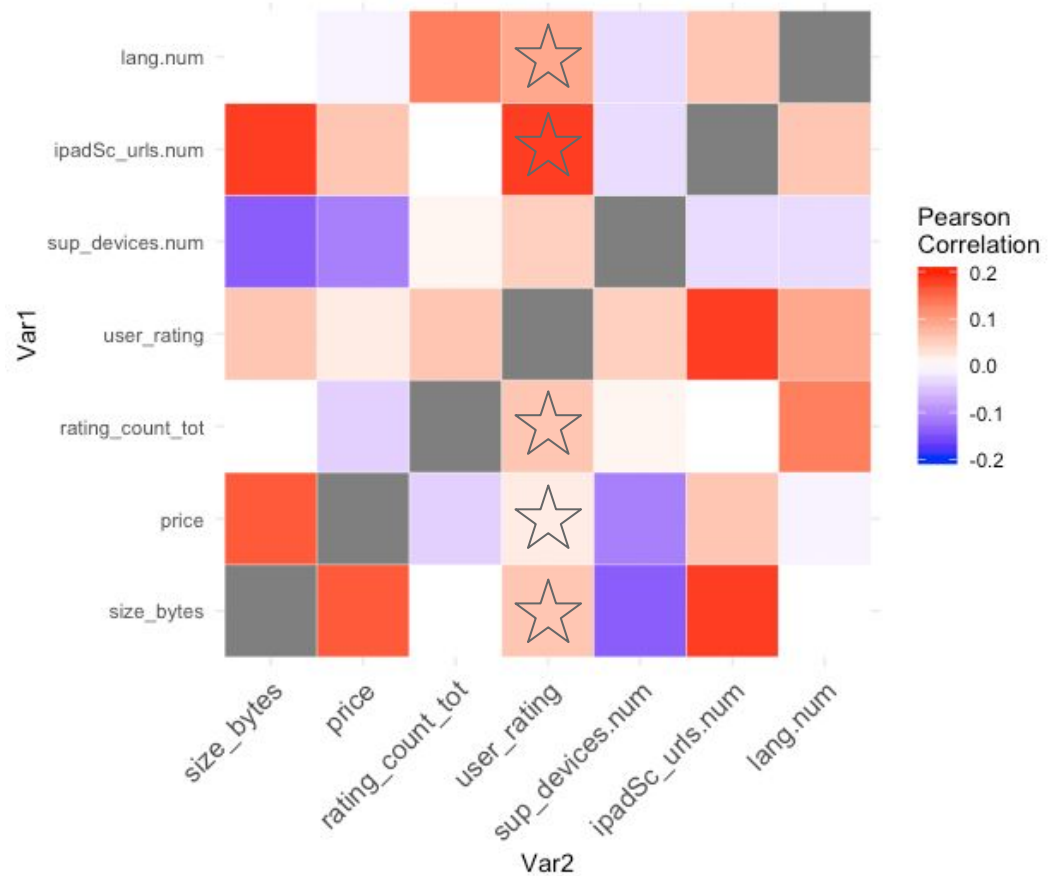 lang.num
ipadSc_urls.num
sup_devices.num
user_rating
rating_count_tot
price
size_bytes
Var1
size_bytes
price
rating_count_tot
user_rating
sup_devices.num
ipadSc_urls.num
lang.num
Var2
Pearson
Correlation
0.2
0.1
0.0
-0.1
-0.2